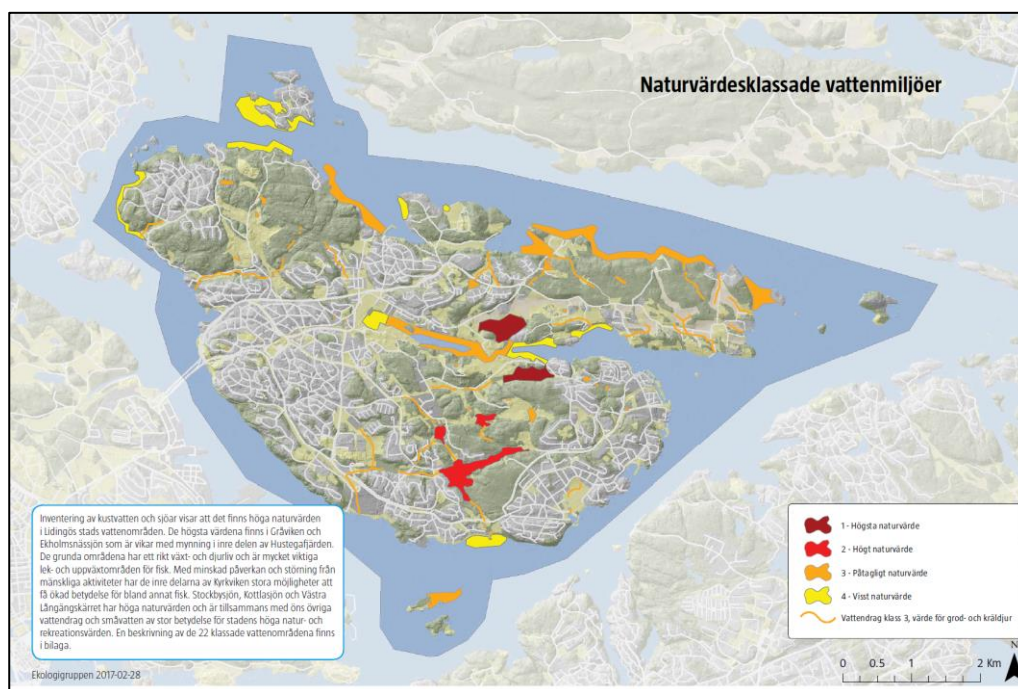 Naturvärdesklassade vattenmiljöer
Inventering av kustvatten och sjöar visar att det finns höga naturvärden
i Lidingös stads vattenområden. De högsta värdena finns i Gråviken och
Ekholmsnässjön som är vikar med mynning i inre delen av Hustegafjärden.
De grunda områdena har ett rikt växt- och djurliv och är mycket viktiga
lek- och uppväxtområden för fisk. Med minskad påverkan och störning från
mänskliga aktiviteter har de inre delarna av Kyrkviken stora möjligheter att
få ökad betydelse för bland annat fisk. Stockbysjön, Kottlasjön och Västra
Långängskärret har höga naturvärden och är tillsammans med öns övriga
vattendrag och småvatten av stor betydelse för stadens höga natur- och
rekreationsvärden. En beskrivning av de 22 klassade vattenområdena finns
i bilaga.
Ekologigruppen 2017-02-28
1 - Högsta naturvärde
2 - Högt naturvärde
3 - Påtagligt naturvärde
4 - Visst naturvärde
Vattendrag klass 3, värde för grod- och kräldjur
N
0 0.5 1 2 Km